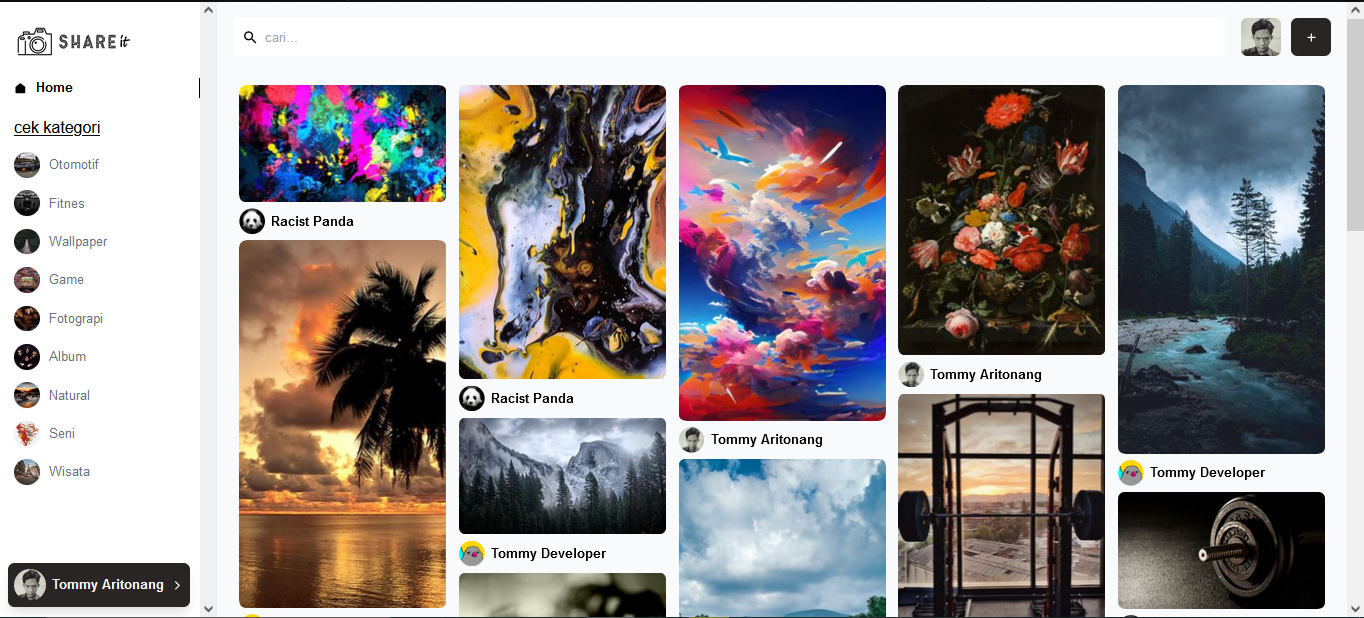 SHARE it
cari...
+
Home
cek kategori
Otomotif
Fitnes
Wallpaper
Game
Fotograpi
Album
Natural
Seni
Wisata
Tommy Aritonang
Racist Panda
Racist Panda
Tommy Developer
Tommy Aritonang
Tommy Aritonang
Tommy Developer